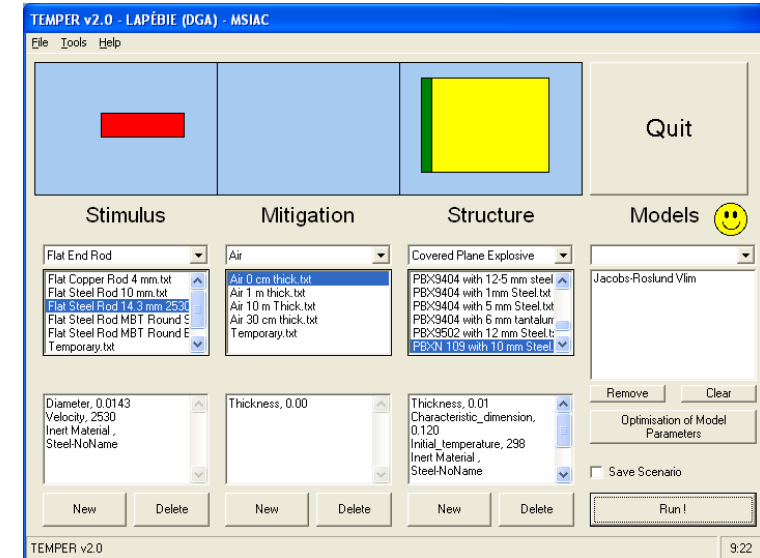 TEMPER v2.0 - LAPÉBIE (DGA) - MSIAC
File Tools Help
Quit
Stimulus
Mitigation
Structure
Models
Flat End Rod
Air
Covered Plane Explosive
Flat Copper Rod 4 mm.txt
Flat Steel Rod 10 mm.txt
Flat Steel Rod 14.3 mm 2530
Flat Steel Rod MBT Round S
Flat Steel Rod MBT Round E
Temporary.txt
Air 0 cm thick.txt
Air 1 m thick.txt
Air 10 m Thick.txt
Air 30 cm thick.txt
Temporary.txt
PBX9404 with 12-5 mm steel
PBX9404 with 1mm Steel.txt
PBX9404 with 5 mm Steel.txt
PBX9404 with 6 mm tantalum
PBX9502 with 12 mm Steel.t
PBXN 109 with 10 mm Steel.
Jacobs-Roslund Vlim
Remove
Clear
Diameter, 0.0143
Velocity, 2530
Inert Material ,
Steel-NoName
Thickness, 0.00
Thickness, 0.01
Characteristic_dimension,
0.120
Initial_temperature, 298
Inert Material ,
Steel-NoName
Optimisation of Model
Parameters
Save Scenario
New
Delete
New
Delete
New
Delete
Run !
TEMPER v2.0
9:22